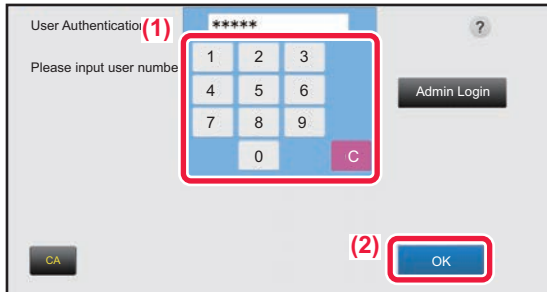 User Authentication
(1)
*****
?
Please input user numbe
1 2 3
4 5 6
7 8 9
0 C
Admin Login
(2)
CA
OK